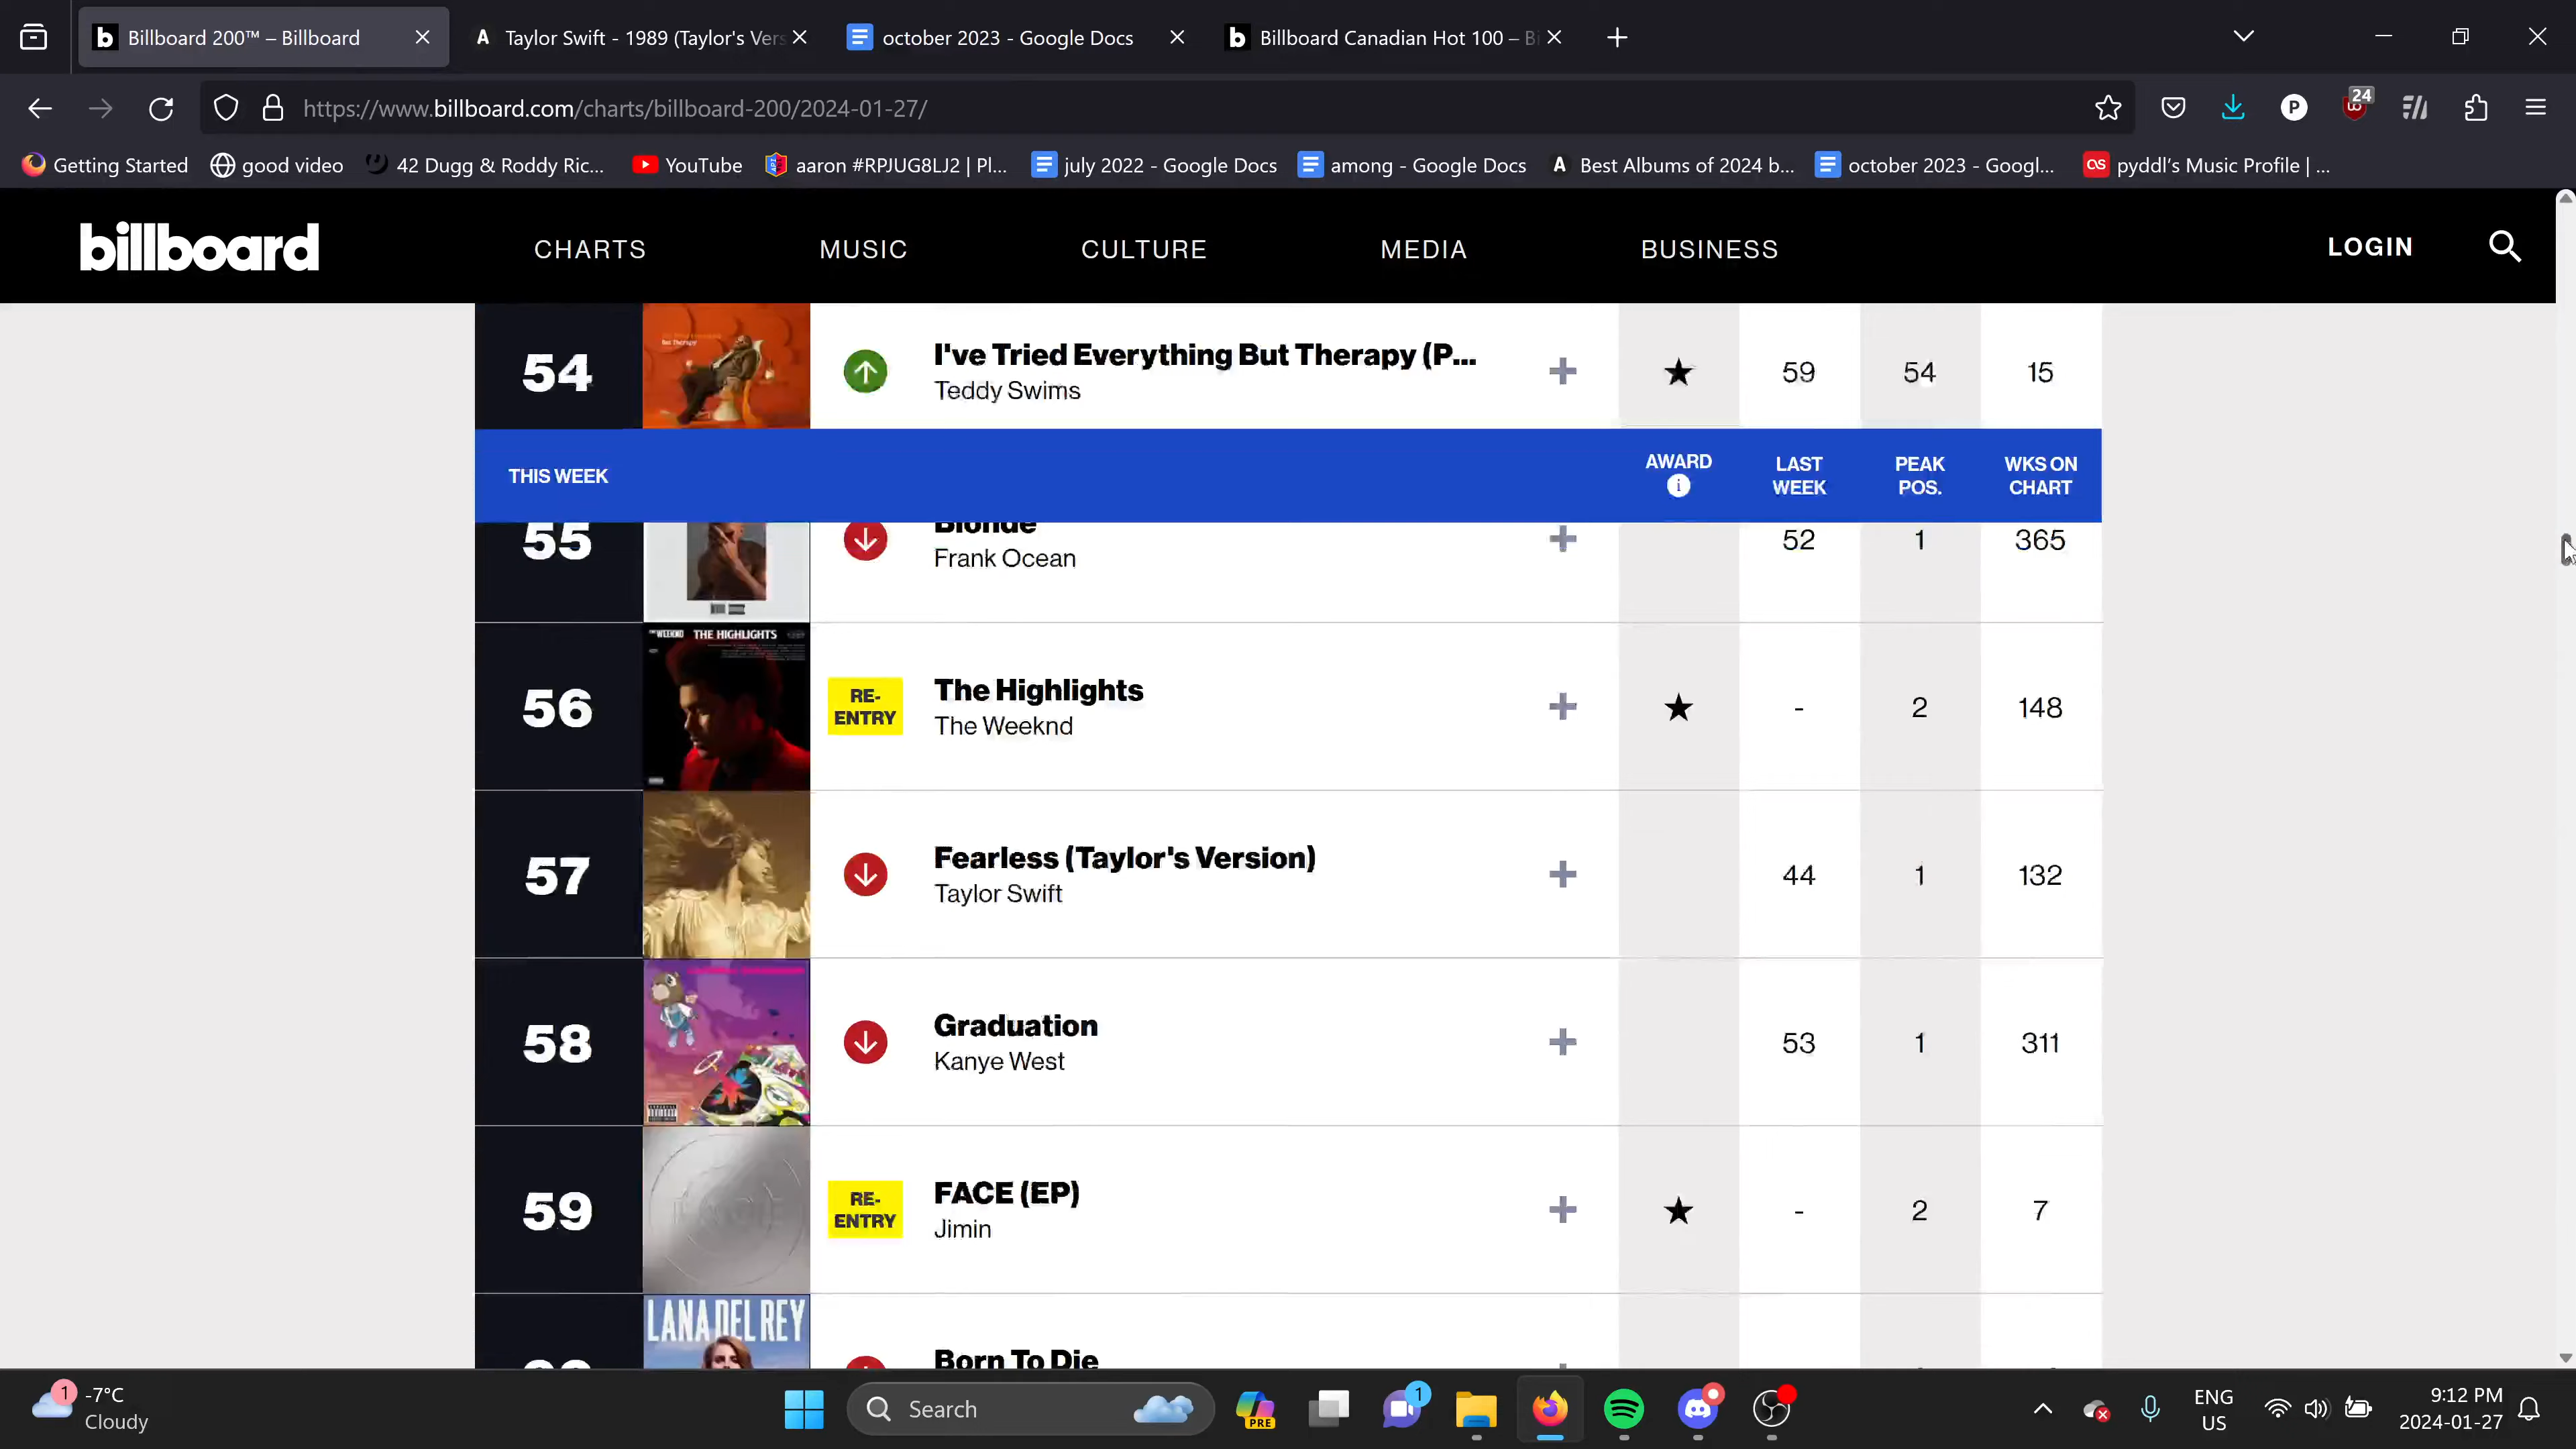 Billboard 200™ – Billboard
Taylor Swift - 1989 (Taylor's Vers
october 2023 - Google Docs
Billboard Canadian Hot 100 – Bi
https://www.billboard.com/charts/billboard-200/2024-01-27/
24
Getting Started
good video
42 Dugg & Roddy Ric...
YouTube
aaron #RPJUG8LJ2 | Pl...
july 2022 - Google Docs
among - Google Docs
Best Albums of 2024 b...
october 2023 - Googl...
pyddl's Music Profile | ...
billboard
CHARTS
MUSIC
CULTURE
MEDIA
BUSINESS
LOGIN
54
I've Tried Everything But Therapy (P...
Teddy Swims
59
54
15
THIS WEEK
AWARD
LAST WEEK
PEAK POS.
WKS ON CHART
55
Blonde
Frank Ocean
52
1
365
THE WEEKND THE HIGHLIGHTS
56
RE-ENTRY
The Highlights
The Weeknd
-
2
148
57
Fearless (Taylor's Version)
Taylor Swift
44
1
132
58
Graduation
Kanye West
53
1
311
59
RE-ENTRY
FACE (EP)
Jimin
-
2
7
LANA DEL REY
Born To Die
1
-7°C
Cloudy
Search
PRE
1
ENG
US
9:12 PM
2024-01-27